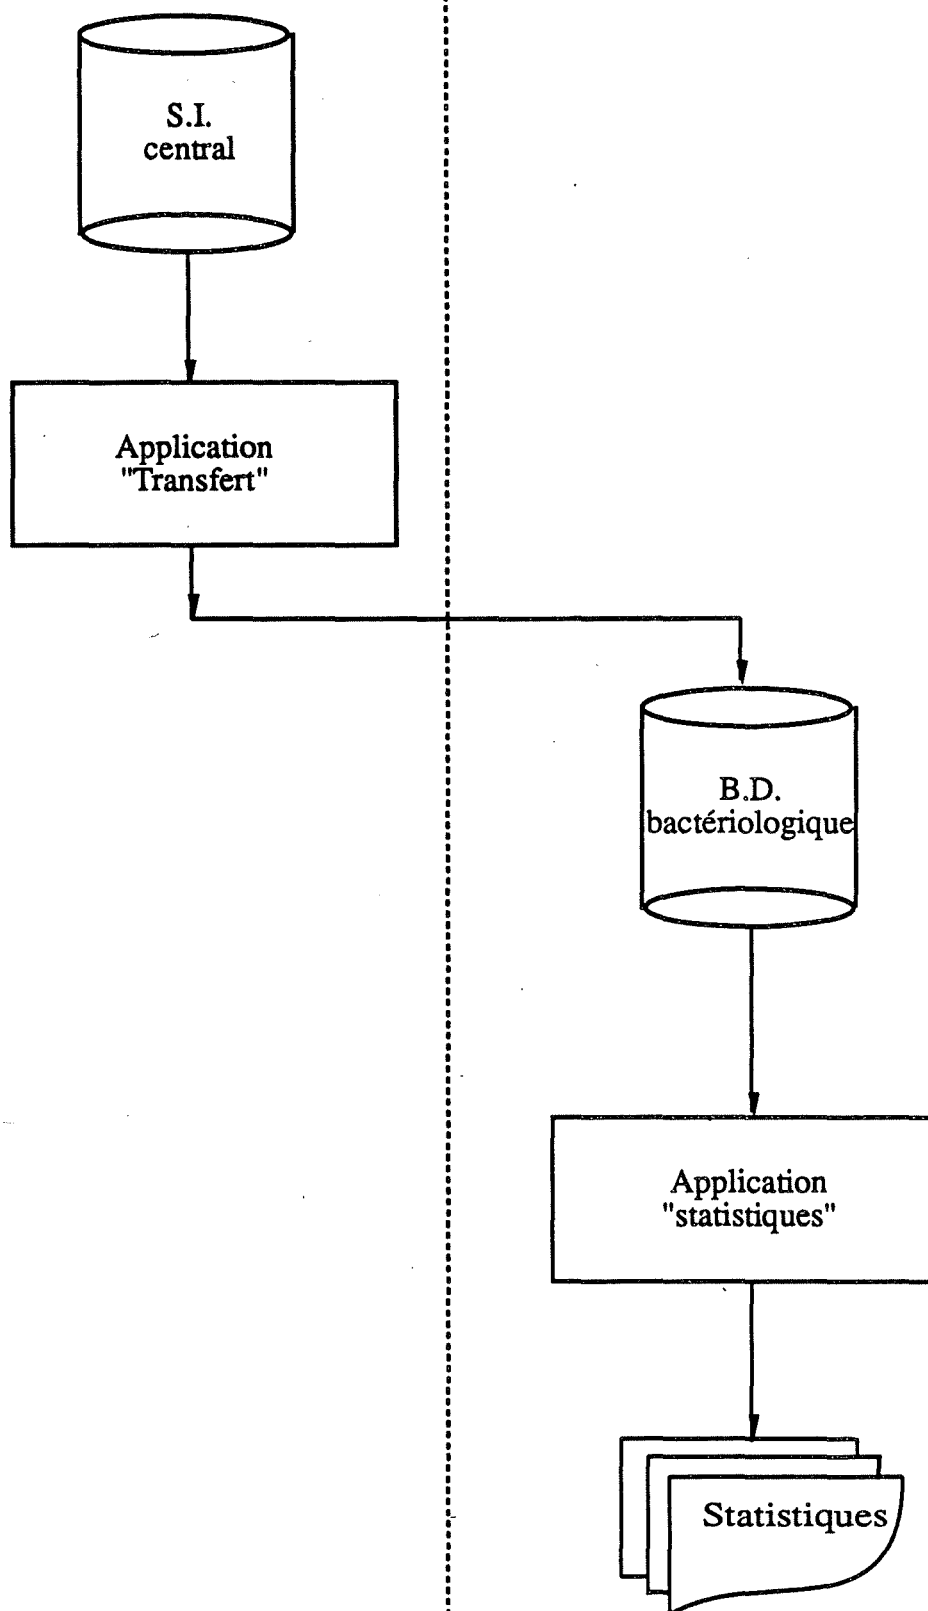 S.I.
central
Application
"Transfert"
B.D.
bactériologique
Application
"statistiques"
Statistiques